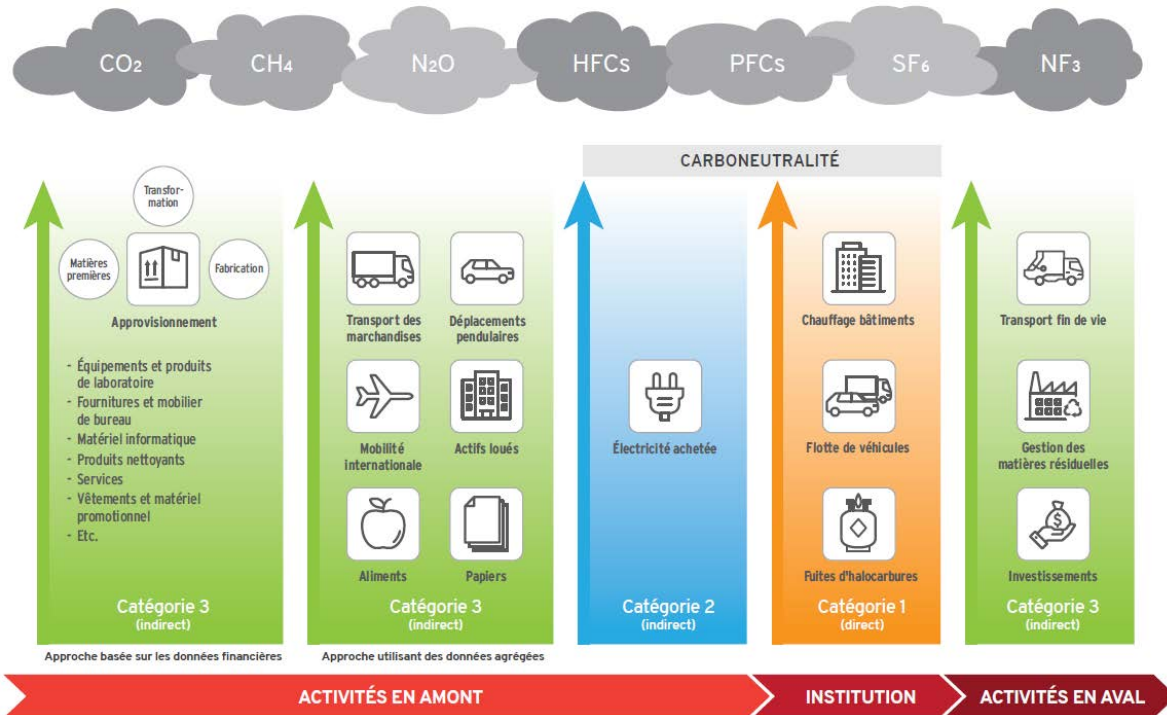 CO₂
CH₄
N₂O
HFCs
PFCs
SF₆
NF₃
CARBONEUTRALITÉ
Transfor-
mation
Matières
premières
Fabrication
Approvisionnement
- Équipements et produits
de laboratoire
- Fournitures et mobilier
de bureau
- Matériel informatique
- Produits nettoyants
- Services
- Vêtements et matériel
promotionnel
- Etc.
Catégorie 3
(indirect)
Approche basée sur les données financières
Transport des
marchandises
Déplacements
pendulaires
Mobilité
internationale
Actifs loués
Aliments
Papiers
Catégorie 3
(indirect)
Approche utilisant des données agrégées
Électricité achetée
Catégorie 2
(indirect)
Chauffage bâtiments
Flotte de véhicules
Fuites d'halocarbures
Catégorie 1
(direct)
Transport fin de vie
Gestion des
matières résiduelles
$
Investissements
Catégorie 3
(indirect)
ACTIVITÉS EN AMONT
INSTITUTION
ACTIVITÉS EN AVAL